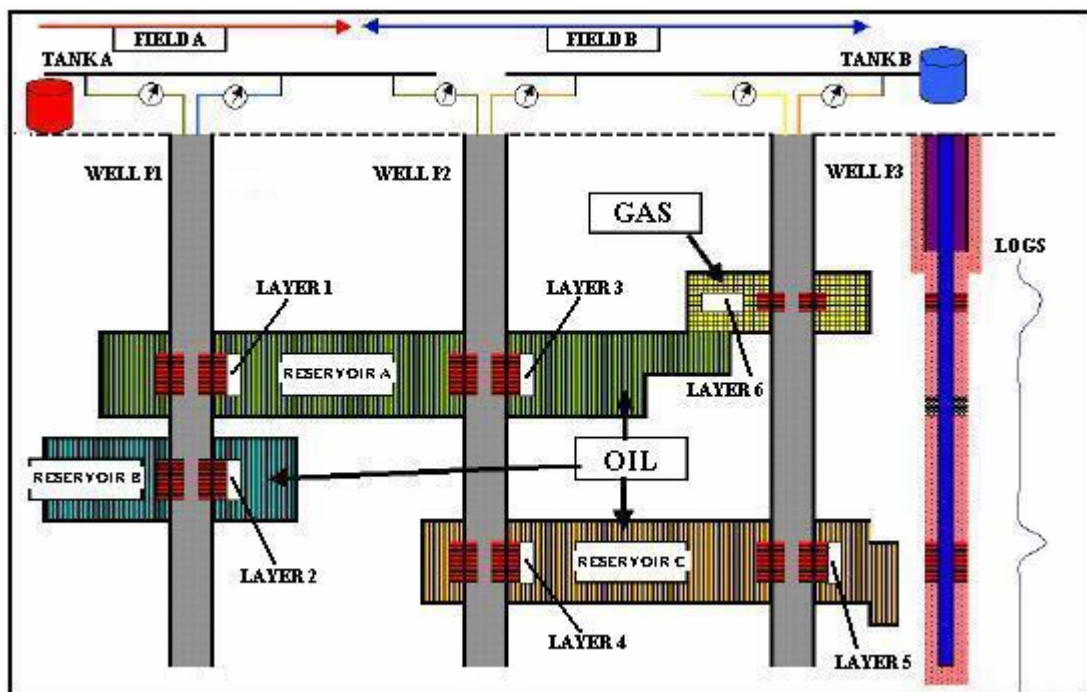 FIELD A
FIELD B
TANK A
TANK B
WELL P1
WELL P2
WELL P3
GAS
LOGS
LAYER 1
LAYER 3
RESERVOIR A
LAYER 6
OIL
RESERVOIR B
RESERVOIR C
LAYER 2
LAYER 4
LAYER 5